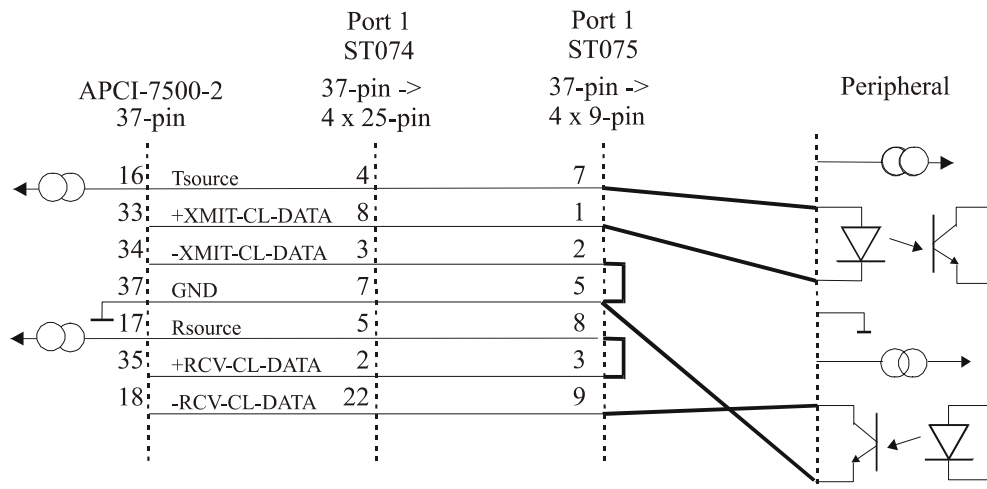 Port 1 Port 1
ST074 ST075
APCI-7500-2 37-pin -> 37-pin -> Peripheral
37-pin 4 x 25-pin 4 x 9-pin
16 Tsource 4 7
33 +XMIT-CL-DATA 8 1
34 -XMIT-CL-DATA 3 2
37 GND 7 5
17 Rsource 5 8
35 +RCV-CL-DATA 2 3
18 -RCV-CL-DATA 22 9